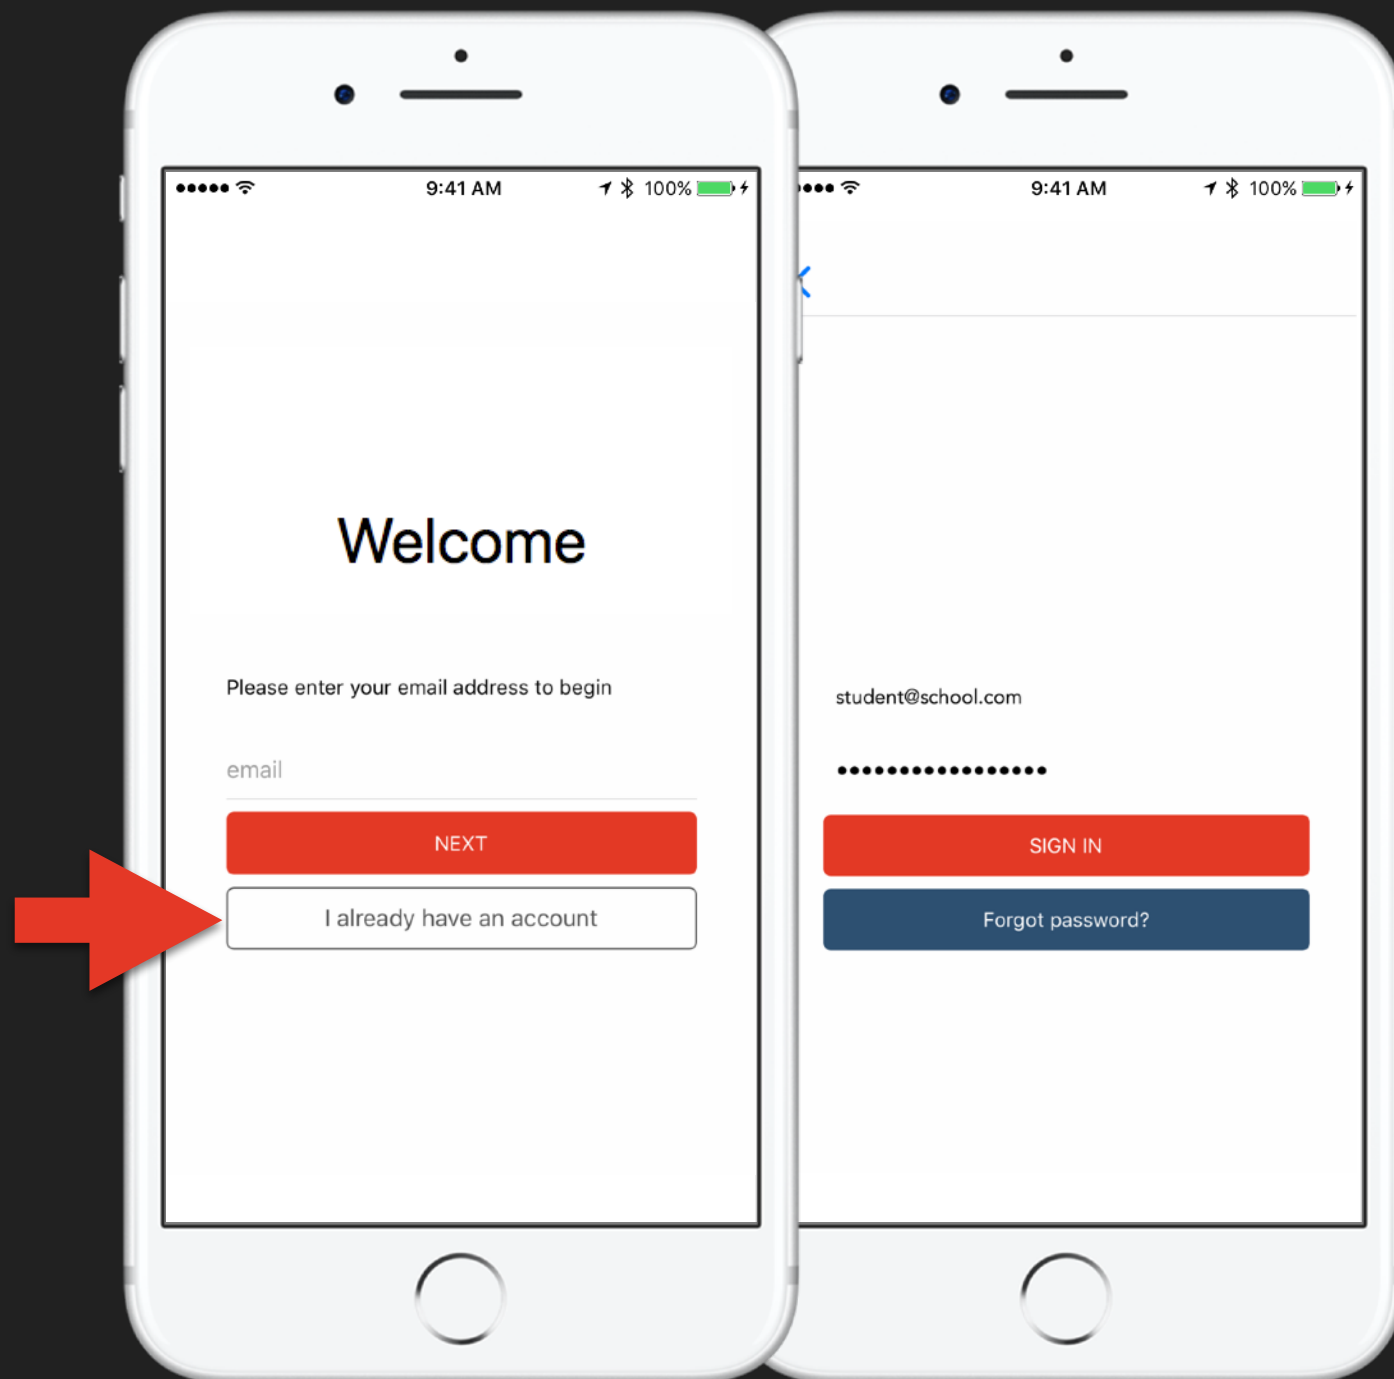 9:41 AM 100%
Welcome
Please enter your email address to begin
email
NEXT
I already have an account
9:41 AM 100%
student@school.com
•••••••••••••••••
SIGN IN
Forgot password?